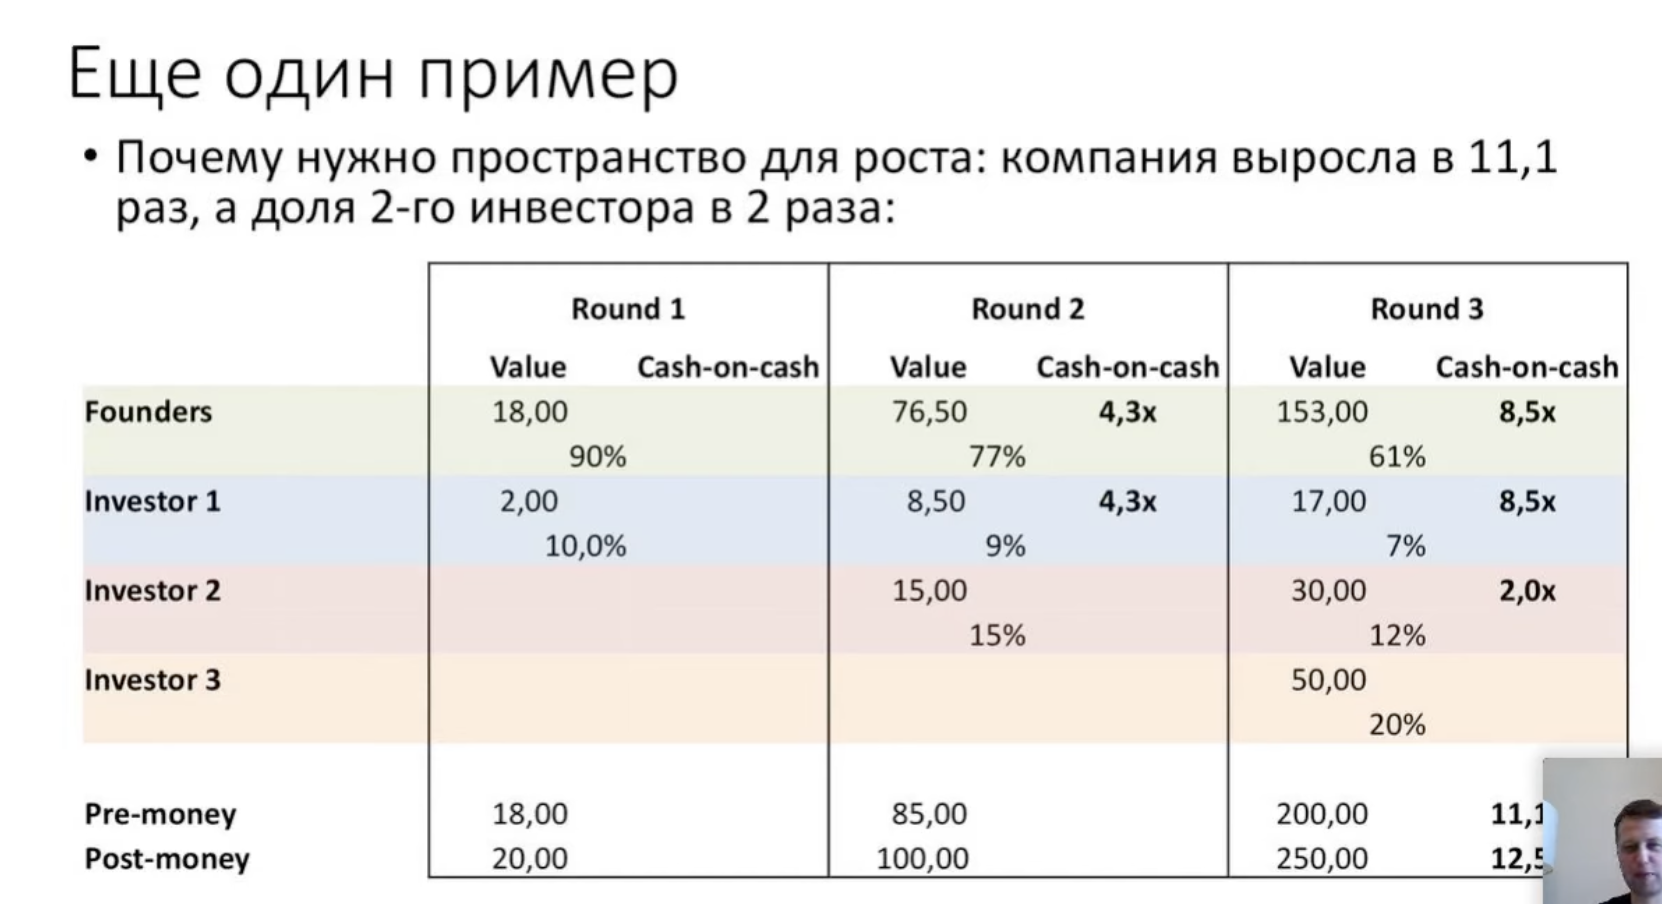 Еще один пример
• Почему нужно пространство для роста: компания выросла в 11,1
раз, а доля 2-го инвестора в 2 раза:
Round 1 Round 2 Round 3
Value Cash-on-cash Value Cash-on-cash Value Cash-on-cash
Founders 18,00 76,50 4,3x 153,00 8,5x
90% 77% 61%
Investor 1 2,00 8,50 4,3x 17,00 8,5x
10,0% 9% 7%
Investor 2 15,00 30,00 2,0x
15% 12%
Investor 3 50,00
20%
Pre-money 18,00 85,00 200,00 11,1
Post-money 20,00 100,00 250,00 12,5